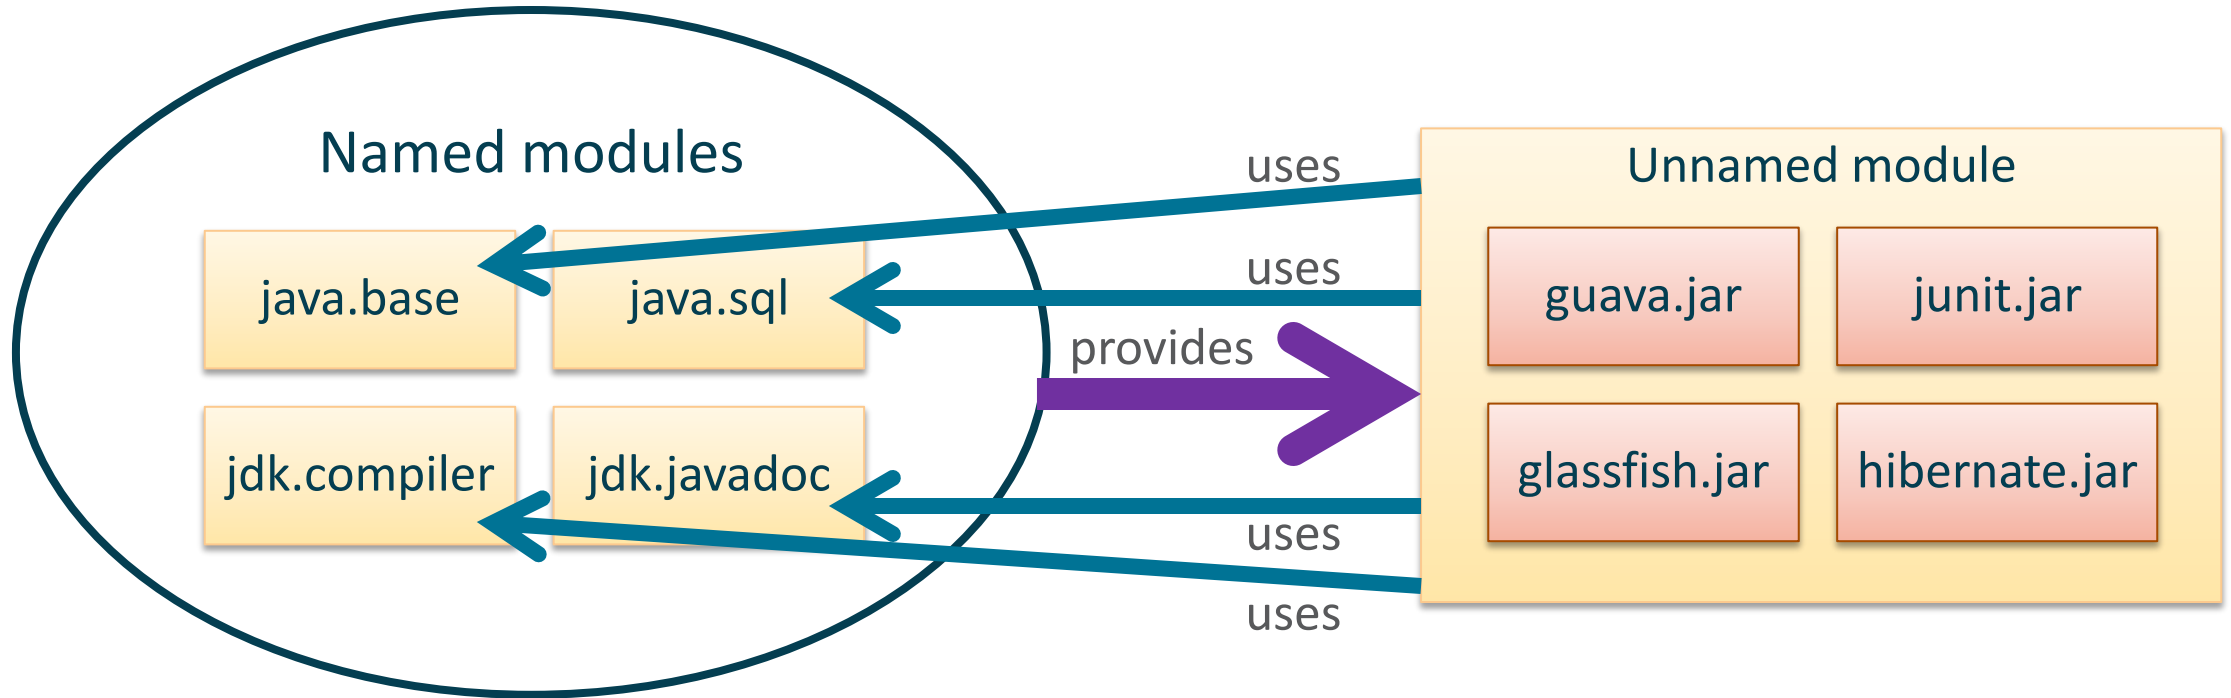 Named modules
java.base
java.sql
jdk.compiler
jdk.javadoc
uses
uses
provides
uses
uses
Unnamed module
guava.jar
junit.jar
glassfish.jar
hibernate.jar